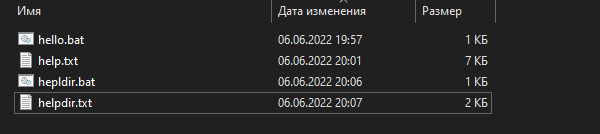 Имя Дата изменения Размер
hello.bat 06.06.2022 19:57 1 КБ
help.txt 06.06.2022 20:01 7 КБ
hepldir.bat 06.06.2022 20:06 1 КБ
helpdir.txt 06.06.2022 20:07 2 КБ